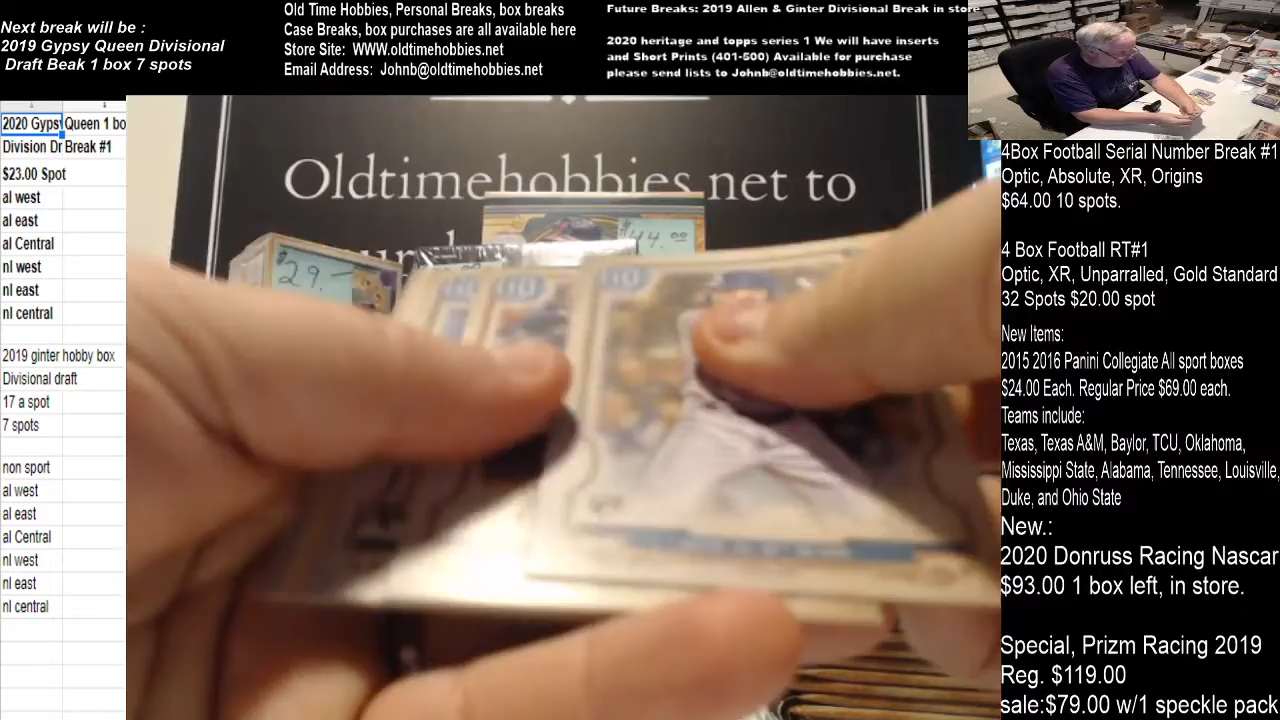 Next break will be :
2019 Gypsy Queen Divisional
Draft Beak 1 box 7 spots
Old Time Hobbies, Personal Breaks, box breaks
Case Breaks, box purchases are all available here
Store Site:  WWW.oldtimehobbies.net
Email Address:  Johnb@oldtimehobbies.net
Future Breaks: 2019 Allen & Ginter Divisional Break in store
2020 heritage and topps series 1 We will have inserts
and Short Prints (401-500) Available for purchase
please send lists to Johnb@oldtimehobbies.net.
2020 Gypsy Queen 1 bo
Division Dr Break #1
$23.00 Spot
al west
al east
al Central
nl west
nl east
nl central
2019 ginter hobby box
Divisional draft
17 a spot
7 spots
non sport
al west
al east
al Central
nl west
nl east
nl central
Oldtimehobbies.net to
$44.00
$29.-
4Box Football Serial Number Break #1
Optic, Absolute, XR, Origins
$64.00 10 spots.
4 Box Football RT#1
Optic, XR, Unparralled, Gold Standard
32 Spots $20.00 spot
New Items:
2015 2016 Panini Collegiate All sport boxes
$24.00 Each. Regular Price $69.00 each.
Teams include:
Texas, Texas A&M, Baylor, TCU, Oklahoma,
Mississippi State, Alabama, Tennessee, Louisville,
Duke, and Ohio State
New.:
2020 Donruss Racing Nascar
$93.00 1 box left, in store.
Special, Prizm Racing 2019
Reg. $119.00
sale:$79.00 w/1 speckle pack